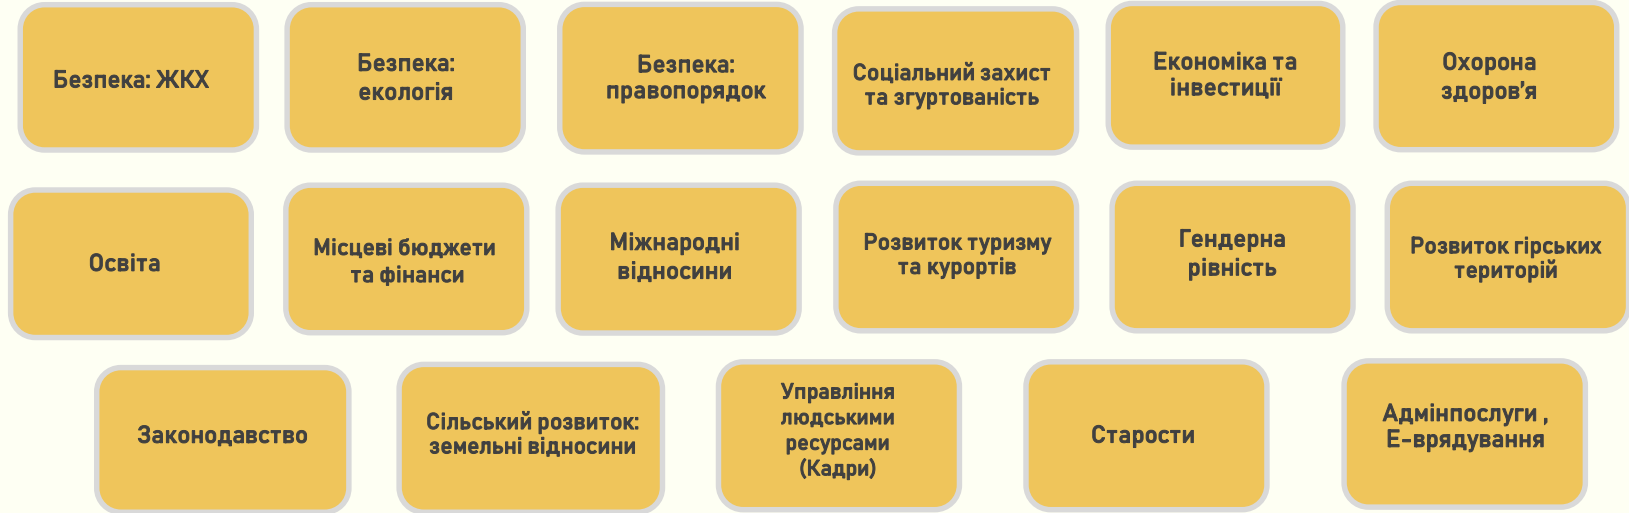 Безпека: ЖКХ
Безпека:
екологія
Безпека:
правопорядок
Соціальний захист
та згуртованість
Економіка та
інвестиції
Охорона
здоров’я
Освіта
Місцеві бюджети
та фінанси
Міжнародні
відносини
Розвиток туризму
та курортів
Гендерна
рівність
Розвиток гірських
територій
Законодавство
Сільський розвиток:
земельні відносини
Управління
людськими
ресурсами
(Кадри)
Старости
Адмінпослуги ,
Е-врядування